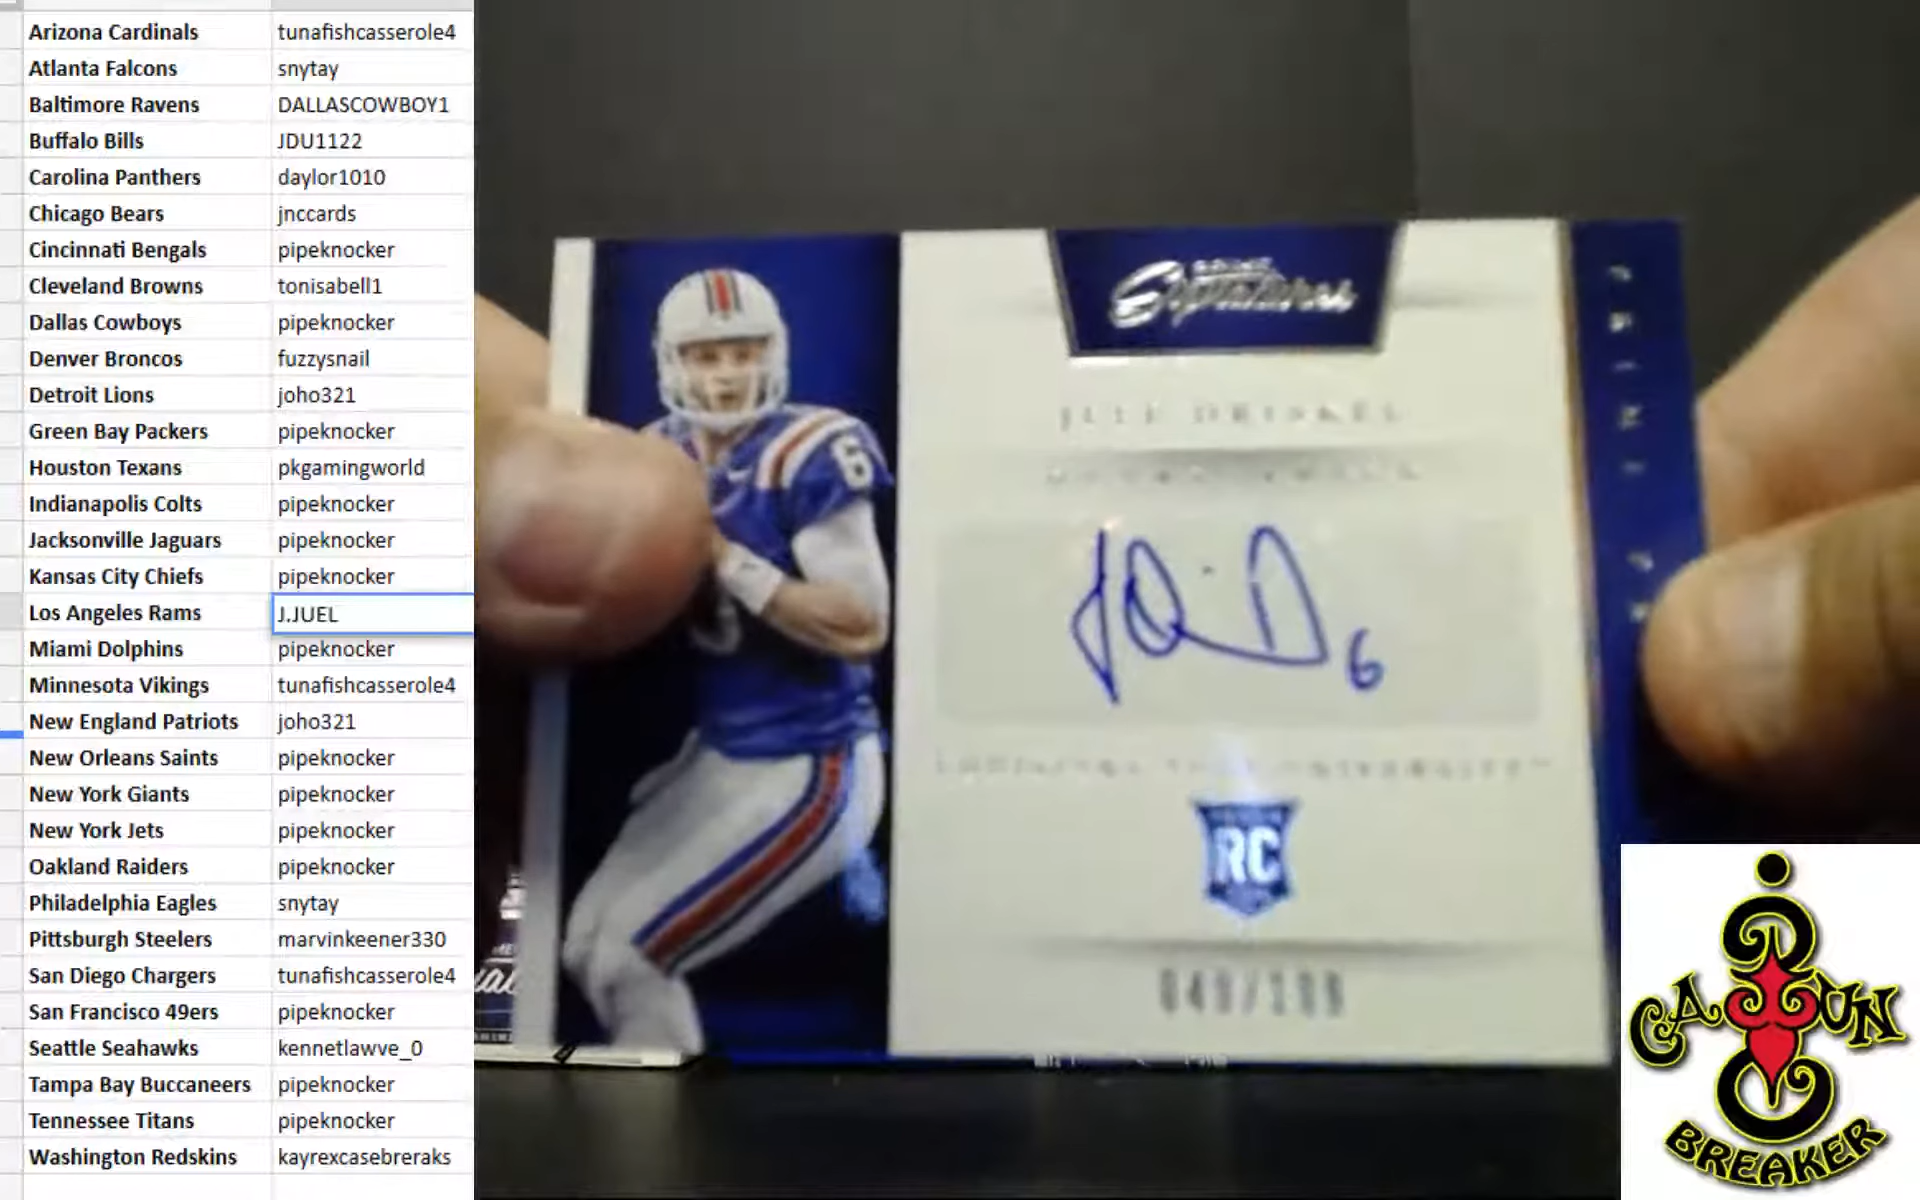 Arizona Cardinals tunafishcasserole4
Atlanta Falcons snytay
Baltimore Ravens DALLASCOWBOY1
Buffalo Bills JDU1122
Carolina Panthers daylor1010
Chicago Bears jnccards
Cincinnati Bengals pipeknocker
Cleveland Browns tonisabell1
Dallas Cowboys pipeknocker
Denver Broncos fuzzysnail
Detroit Lions joho321
Green Bay Packers pipeknocker
Houston Texans pkgamingworld
Indianapolis Colts pipeknocker
Jacksonville Jaguars pipeknocker
Kansas City Chiefs pipeknocker
Los Angeles Rams J.JUEL
Miami Dolphins pipeknocker
Minnesota Vikings tunafishcasserole4
New England Patriots joho321
New Orleans Saints pipeknocker
New York Giants pipeknocker
New York Jets pipeknocker
Oakland Raiders pipeknocker
Philadelphia Eagles snytay
Pittsburgh Steelers marvinkeener330
San Diego Chargers tunafishcasserole4
San Francisco 49ers pipeknocker
Seattle Seahawks kennetlawve_0
Tampa Bay Buccaneers pipeknocker
Tennessee Titans pipeknocker
Washington Redskins kayrexcasebreraks
Signatures
JEFF DRISKEL
6
6
RC
CAJUN
BREAKER